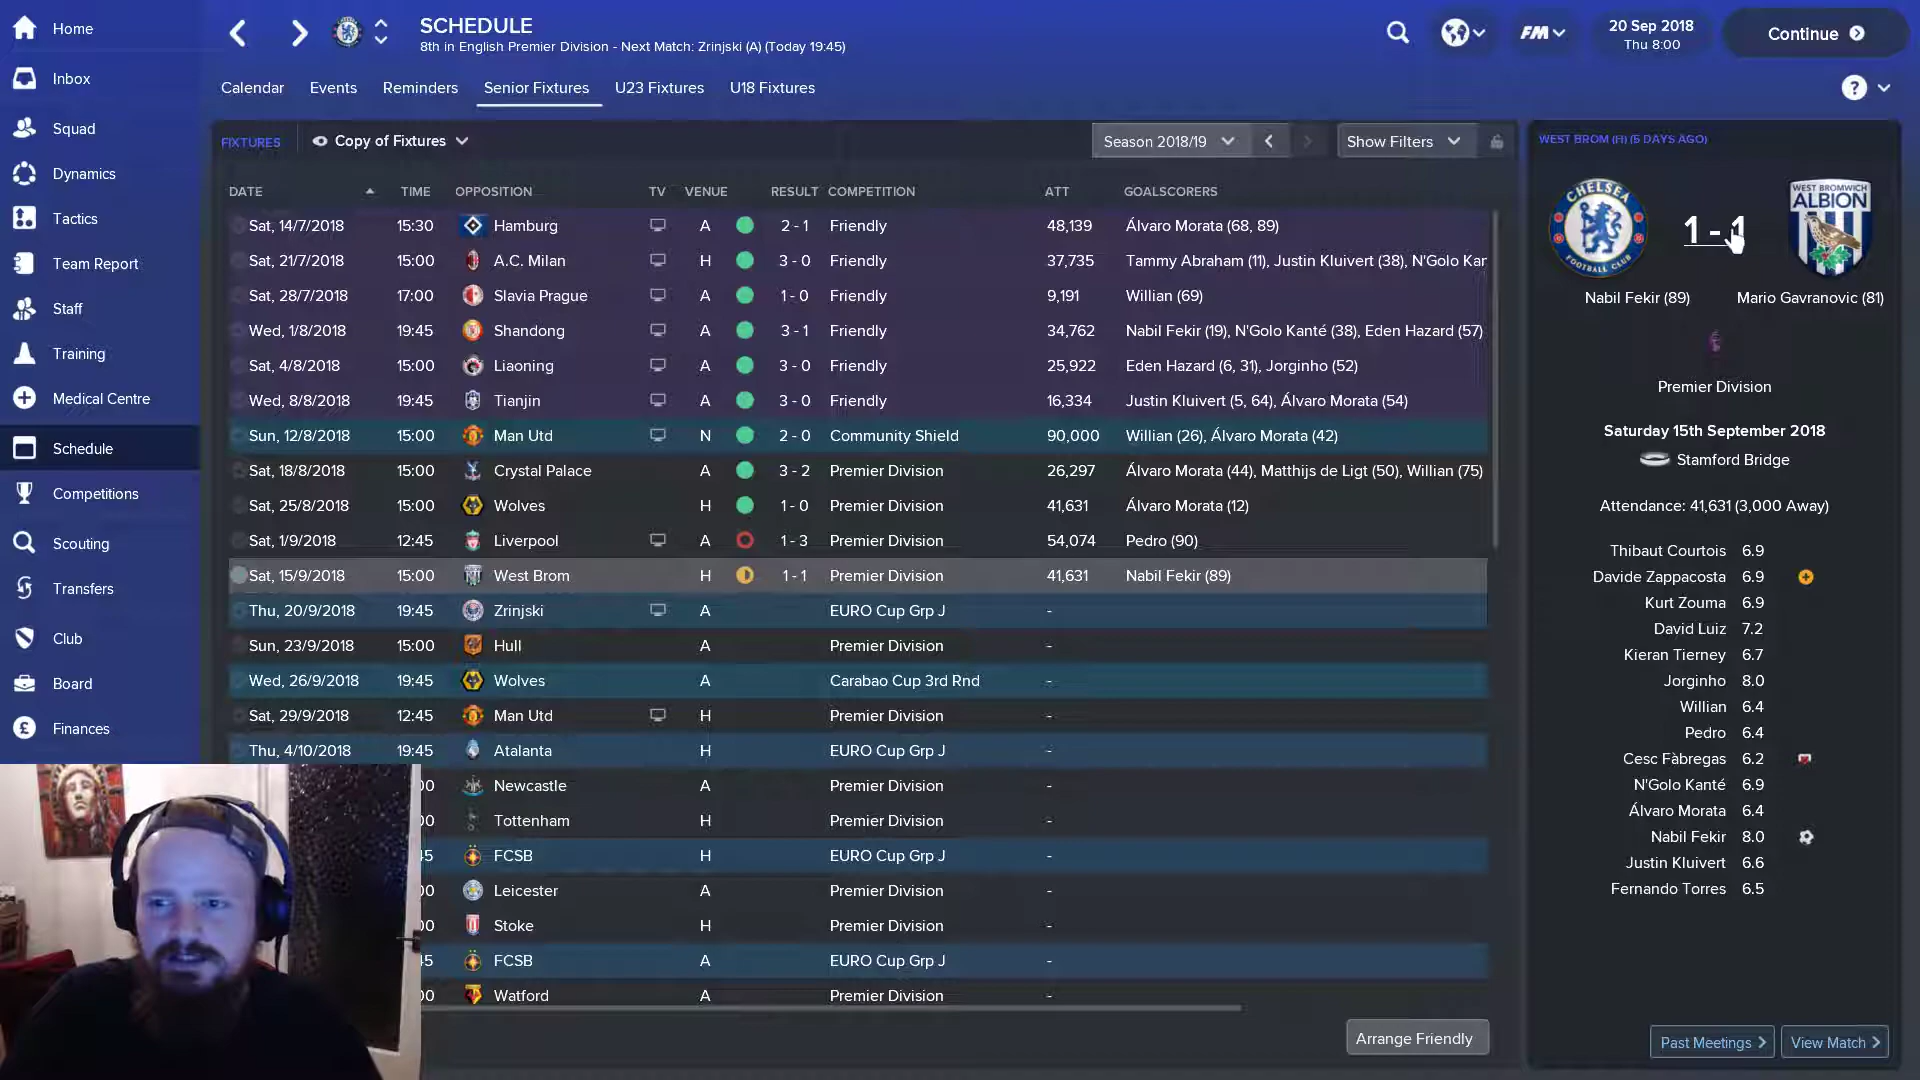 Home
Inbox
Squad
Dynamics
Tactics
Team Report
Staff
Training
Medical Centre
Schedule
Competitions
Scouting
Transfers
Club
Board
Finances
SCHEDULE
8th in English Premier Division - Next Match: Zrinjski (A) (Today 19:45)
FM
20 Sep 2018
Thu 8:00
Continue
Calendar Events Reminders Senior Fixtures U23 Fixtures U18 Fixtures
?
FIXTURES Copy of Fixtures Season 2018/19 Show Filters
DATE TIME OPPOSITION TV VENUE RESULT COMPETITION ATT GOALSCORERS
Sat, 14/7/2018 15:30 Hamburg A 2 - 1 Friendly 48,139 Álvaro Morata (68, 89)
Sat, 21/7/2018 15:00 A.C. Milan H 3 - 0 Friendly 37,735 Tammy Abraham (11), Justin Kluivert (38), N'Golo Kar
Sat, 28/7/2018 17:00 Slavia Prague A 1 - 0 Friendly 9,191 Willian (69)
Wed, 1/8/2018 19:45 Shandong A 3 - 1 Friendly 34,762 Nabil Fekir (19), N'Golo Kanté (38), Eden Hazard (57)
Sat, 4/8/2018 15:00 Liaoning A 3 - 0 Friendly 25,922 Eden Hazard (6, 31), Jorginho (52)
Wed, 8/8/2018 19:45 Tianjin A 3 - 0 Friendly 16,334 Justin Kluivert (5, 64), Álvaro Morata (54)
Sun, 12/8/2018 15:00 Man Utd N 2 - 0 Community Shield 90,000 Willian (26), Álvaro Morata (42)
Sat, 18/8/2018 15:00 Crystal Palace A 3 - 2 Premier Division 26,297 Álvaro Morata (44), Matthijs de Ligt (50), Willian (75)
Sat, 25/8/2018 15:00 Wolves H 1 - 0 Premier Division 41,631 Álvaro Morata (12)
Sat, 1/9/2018 12:45 Liverpool A 1 - 3 Premier Division 54,074 Pedro (90)
Sat, 15/9/2018 15:00 West Brom H 1 - 1 Premier Division 41,631 Nabil Fekir (89)
Thu, 20/9/2018 19:45 Zrinjski A EURO Cup Grp J -
Sun, 23/9/2018 15:00 Hull A Premier Division -
Wed, 26/9/2018 19:45 Wolves A Carabao Cup 3rd Rnd -
Sat, 29/9/2018 12:45 Man Utd H Premier Division -
Thu, 4/10/2018 19:45 Atalanta H EURO Cup Grp J -
00 Newcastle A Premier Division -
00 Tottenham H Premier Division -
45 FCSB H EURO Cup Grp J -
00 Leicester A Premier Division -
00 Stoke H Premier Division -
45 FCSB A EURO Cup Grp J -
00 Watford A Premier Division -
Arrange Friendly
WEST BROM (H) (5 DAYS AGO)
CHELSEA
FOOTBALL CLUB
1 - 1
WEST BROMWICH
ALBION
Nabil Fekir (89) Mario Gavranovic (81)
Premier Division
Saturday 15th September 2018
Stamford Bridge
Attendance: 41,631 (3,000 Away)
Thibaut Courtois 6.9
Davide Zappacosta 6.9
Kurt Zouma 6.9
David Luiz 7.2
Kieran Tierney 6.7
Jorginho 8.0
Willian 6.4
Pedro 6.4
Cesc Fàbregas 6.2
N'Golo Kanté 6.9
Álvaro Morata 6.4
Nabil Fekir 8.0
Justin Kluivert 6.6
Fernando Torres 6.5
Past Meetings View Match